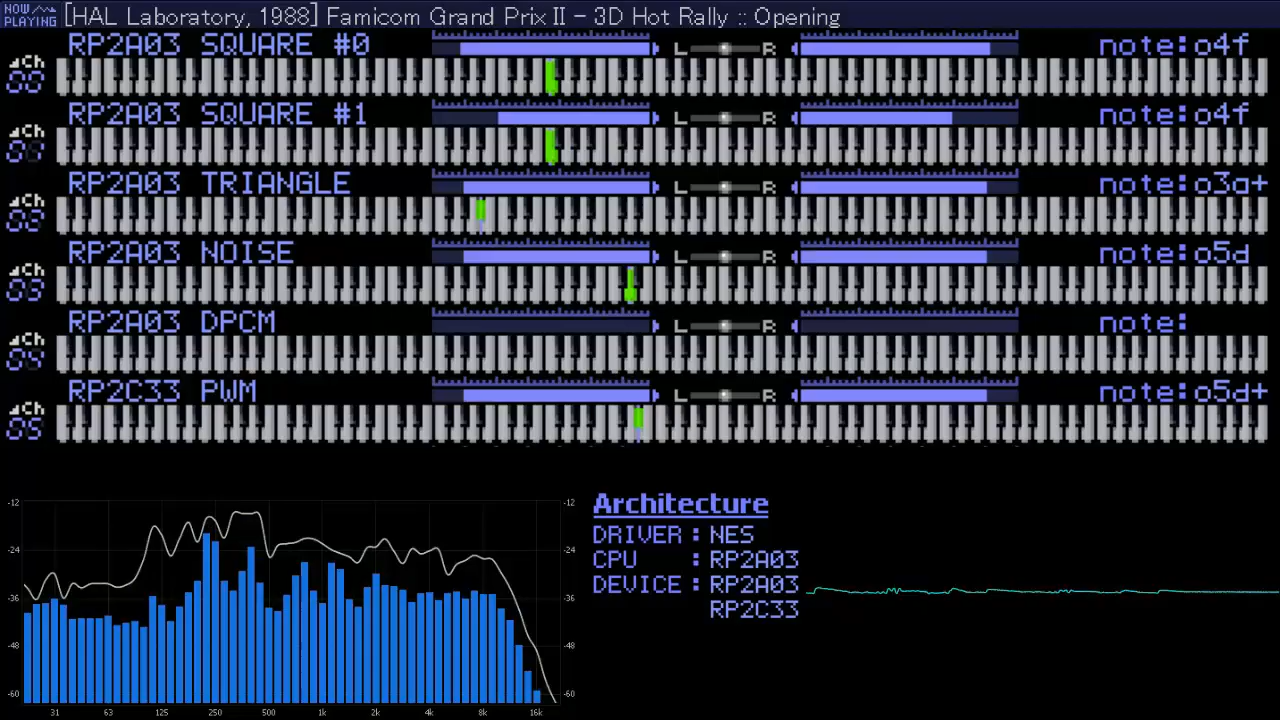 NOW PLAYING [HAL Laboratory, 1988] Famicom Grand Prix II - 3D Hot Rally :: Opening
RP2A03 SQUARE #0 L R note:o4f
Ch 00
RP2A03 SQUARE #1 L R note:o4f
Ch
RP2A03 TRIANGLE L R note:o3a+
Ch 02
RP2A03 NOISE L R note:o5d
Ch 03
RP2A03 DPCM L R note:
Ch 04
RP2C33 PWM L R note:o5d+
Ch 05
-12 -12
-24 -24
-36 -36
-48 -48
-60 -60
31 63 125 250 500 1k 2k 4k 8k 16k
Architecture
DRIVER : NES
CPU : RP2A03
DEVICE : RP2A03
RP2C33